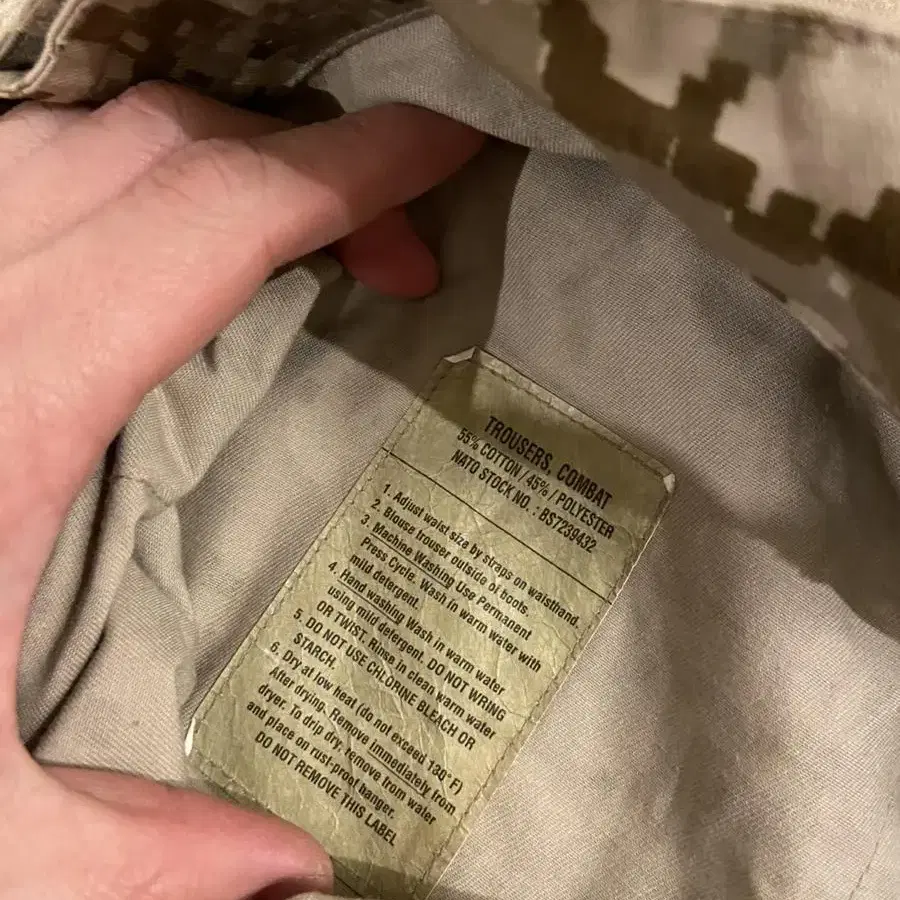 TROUSERS, COMBAT
55% COTTON / 45% / POLYESTER
NATO STOCK NO. : BS7239432
1. Adjust waist size by straps on waistband.
2. Blouse trouser outside of boots.
3. Machine Washing Use Permanent
Press Cycle. Wash in warm water with
mild detergent.
4. Hand washing Wash in warm water
using mild detergent. DO NOT WRING
OR TWIST. Rinse in clean warm water
5. DO NOT USE CHLORINE BLEACH OR
STARCH.
6. Dry at low heat (do not exceed 130° F)
After drying. Remove immediately from
dryer. To drip dry, remove from water
and place on rust-proof hanger.
DO NOT REMOVE THIS LABEL